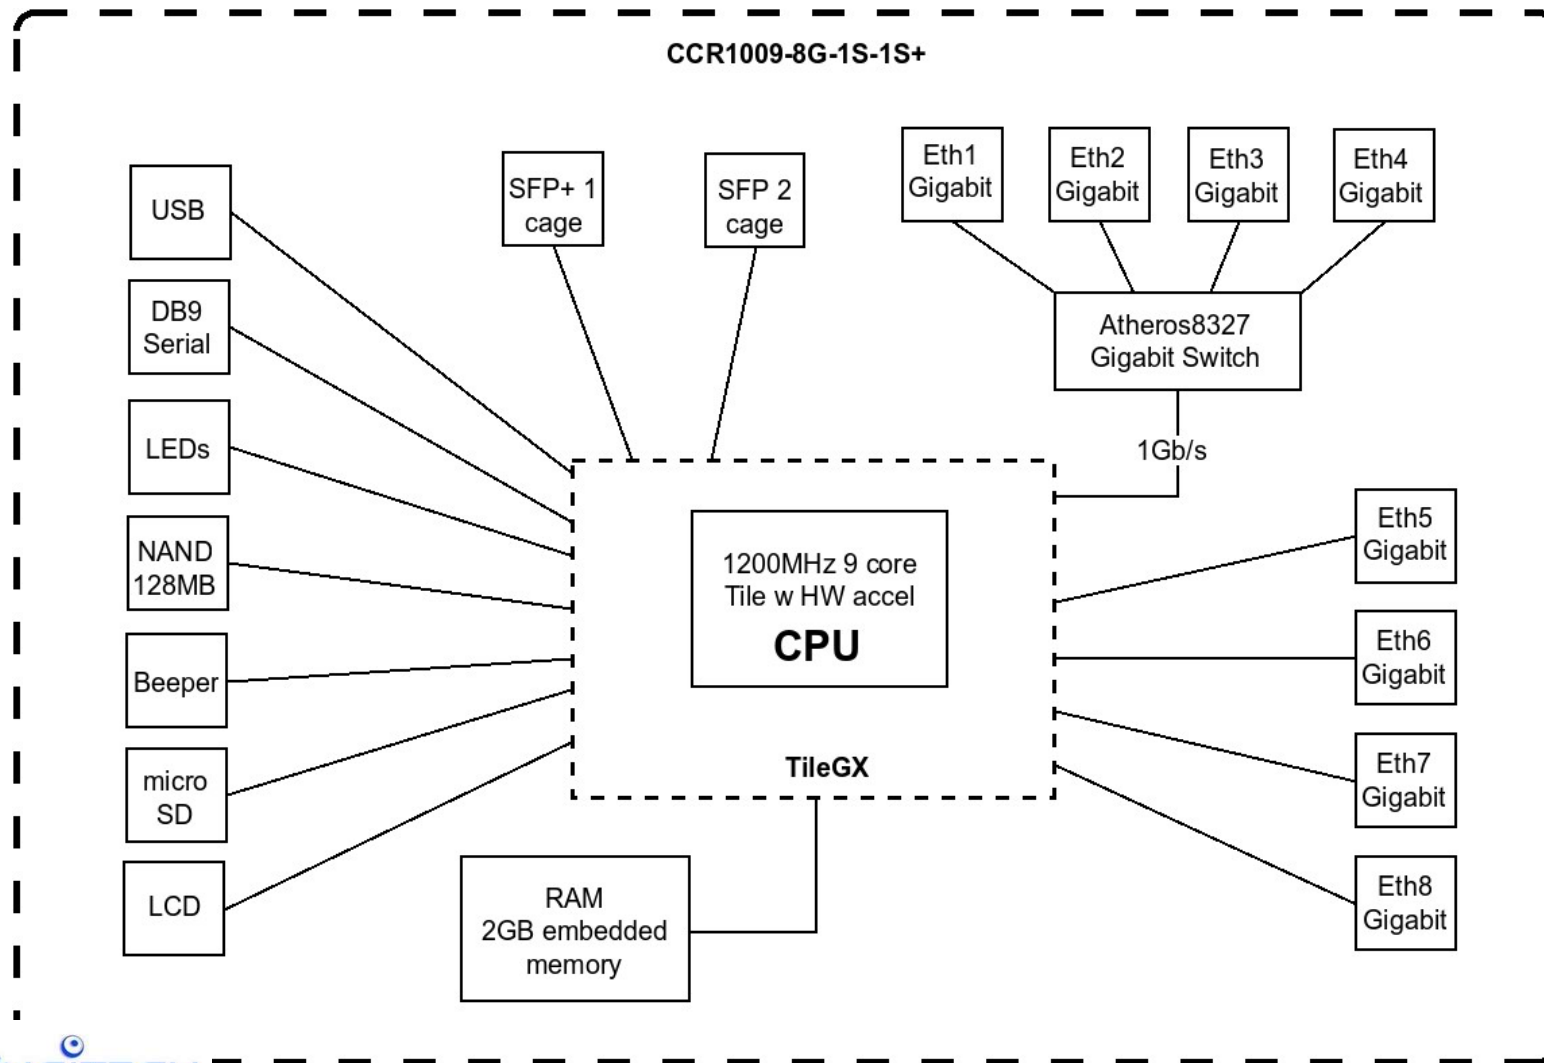 CCR1009-8G-1S-1S+
USB
DB9
Serial
LEDs
NAND
128MB
Beeper
micro
SD
LCD
SFP+ 1
cage
SFP 2
cage
Eth1
Gigabit
Eth2
Gigabit
Eth3
Gigabit
Eth4
Gigabit
Atheros8327
Gigabit Switch
1Gb/s
1200MHz 9 core
Tile w HW accel
CPU
TileGX
Eth5
Gigabit
Eth6
Gigabit
Eth7
Gigabit
Eth8
Gigabit
RAM
2GB embedded
memory